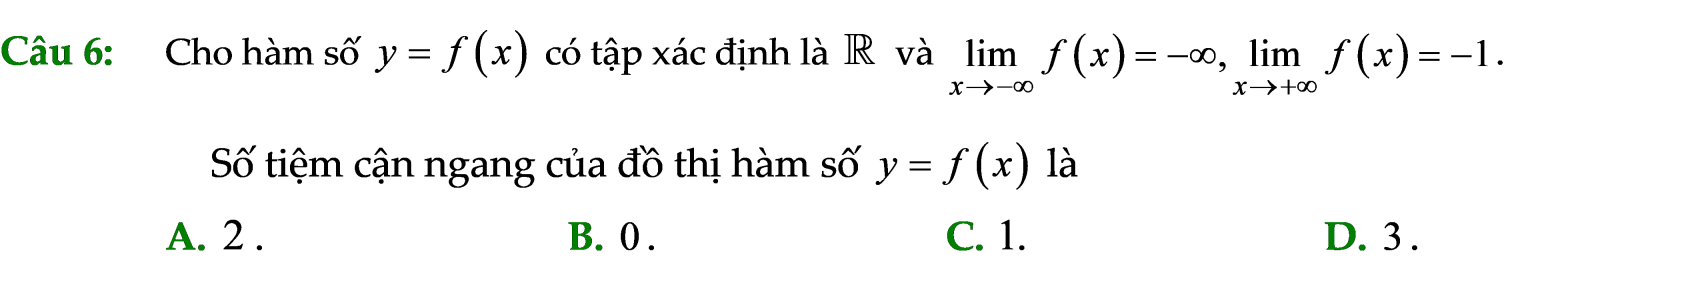 Câu 6: Cho hàm số y = f(x) có tập xác định là ℝ và lim_{x→−∞} f(x) = −∞, lim_{x→+∞} f(x) = −1.
Số tiệm cận ngang của đồ thị hàm số y = f(x) là
A. 2. B. 0. C. 1. D. 3.